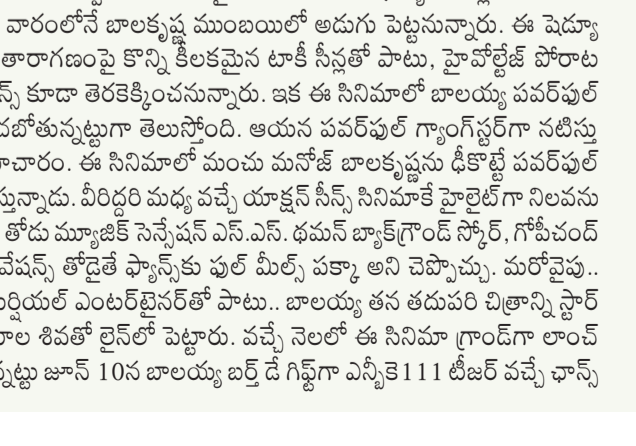 వారంలోనే బాలకృష్ణ ముంబయిలో అడుగు పెట్టనున్నారు. ఈ షెడ్యూ
తారాగణంపై కొన్ని కీలకమైన టాకీ సీన్లతో పాటు, హైవోల్టేజ్ పోరాట
న్స్ కూడా తెరకెక్కించనున్నారు. ఇక ఈ సినిమాలో బాలయ్య పవర్‌ఫుల్
చబోతున్నట్టుగా తెలుస్తోంది. ఆయన పవర్‌ఫుల్ గ్యాంగ్‌స్టర్‌గా నటిస్తు
చారం. ఈ సినిమాలో మంచు మనోజ్ బాలకృష్ణను ఢీకొట్టే పవర్‌ఫుల్
స్తున్నాడు. వీరిద్దరి మధ్య వచ్చే యాక్షన్ సీన్స్ సినిమాకే హైలైట్‌గా నిలవను
తోడు మ్యూజిక్ సెన్సేషన్ ఎస్.ఎస్. థమన్ బ్యాక్‌గ్రౌండ్ స్కోర్, గోపీచంద్
వేషన్స్ తోడైతే ఫ్యాన్స్‌కు ఫుల్ మీల్స్ పక్కా అని చెప్పొచ్చు. మరోవైపు..
ర్షియల్ ఎంటర్‌టైనర్‌తో పాటు.. బాలయ్య తన తదుపరి చిత్రాన్ని స్టార్
ాల శివతో లైన్‌లో పెట్టారు. వచ్చే నెలలో ఈ సినిమా గ్రాండ్‌గా లాంచ్
న్నట్టు జూన్ 10న బాలయ్య బర్త్ డే గిఫ్ట్‌గా ఎన్బీకె111 టీజర్ వచ్చే ఛాన్స్